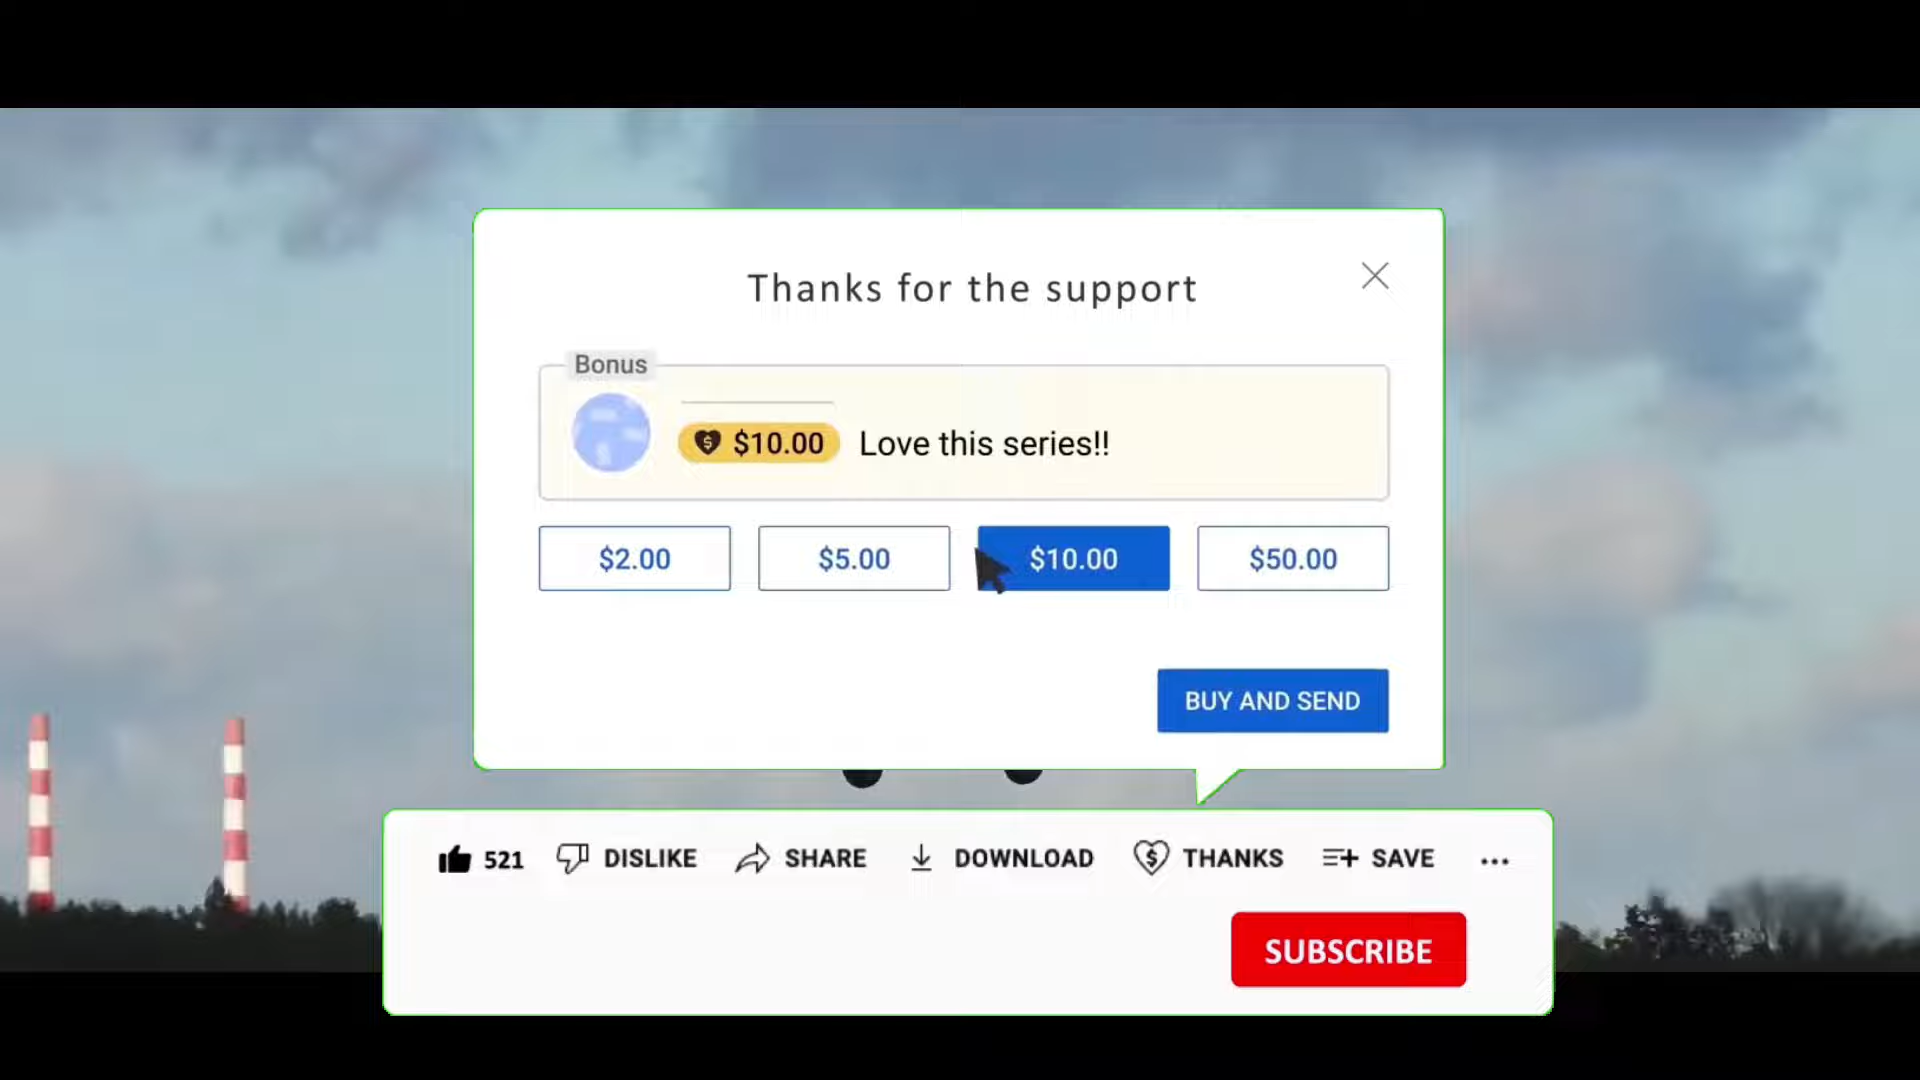 Thanks for the support
Bonus
$10.00 Love this series!!
$2.00 $5.00 $10.00 $50.00
BUY AND SEND
521 DISLIKE SHARE DOWNLOAD THANKS SAVE
SUBSCRIBE